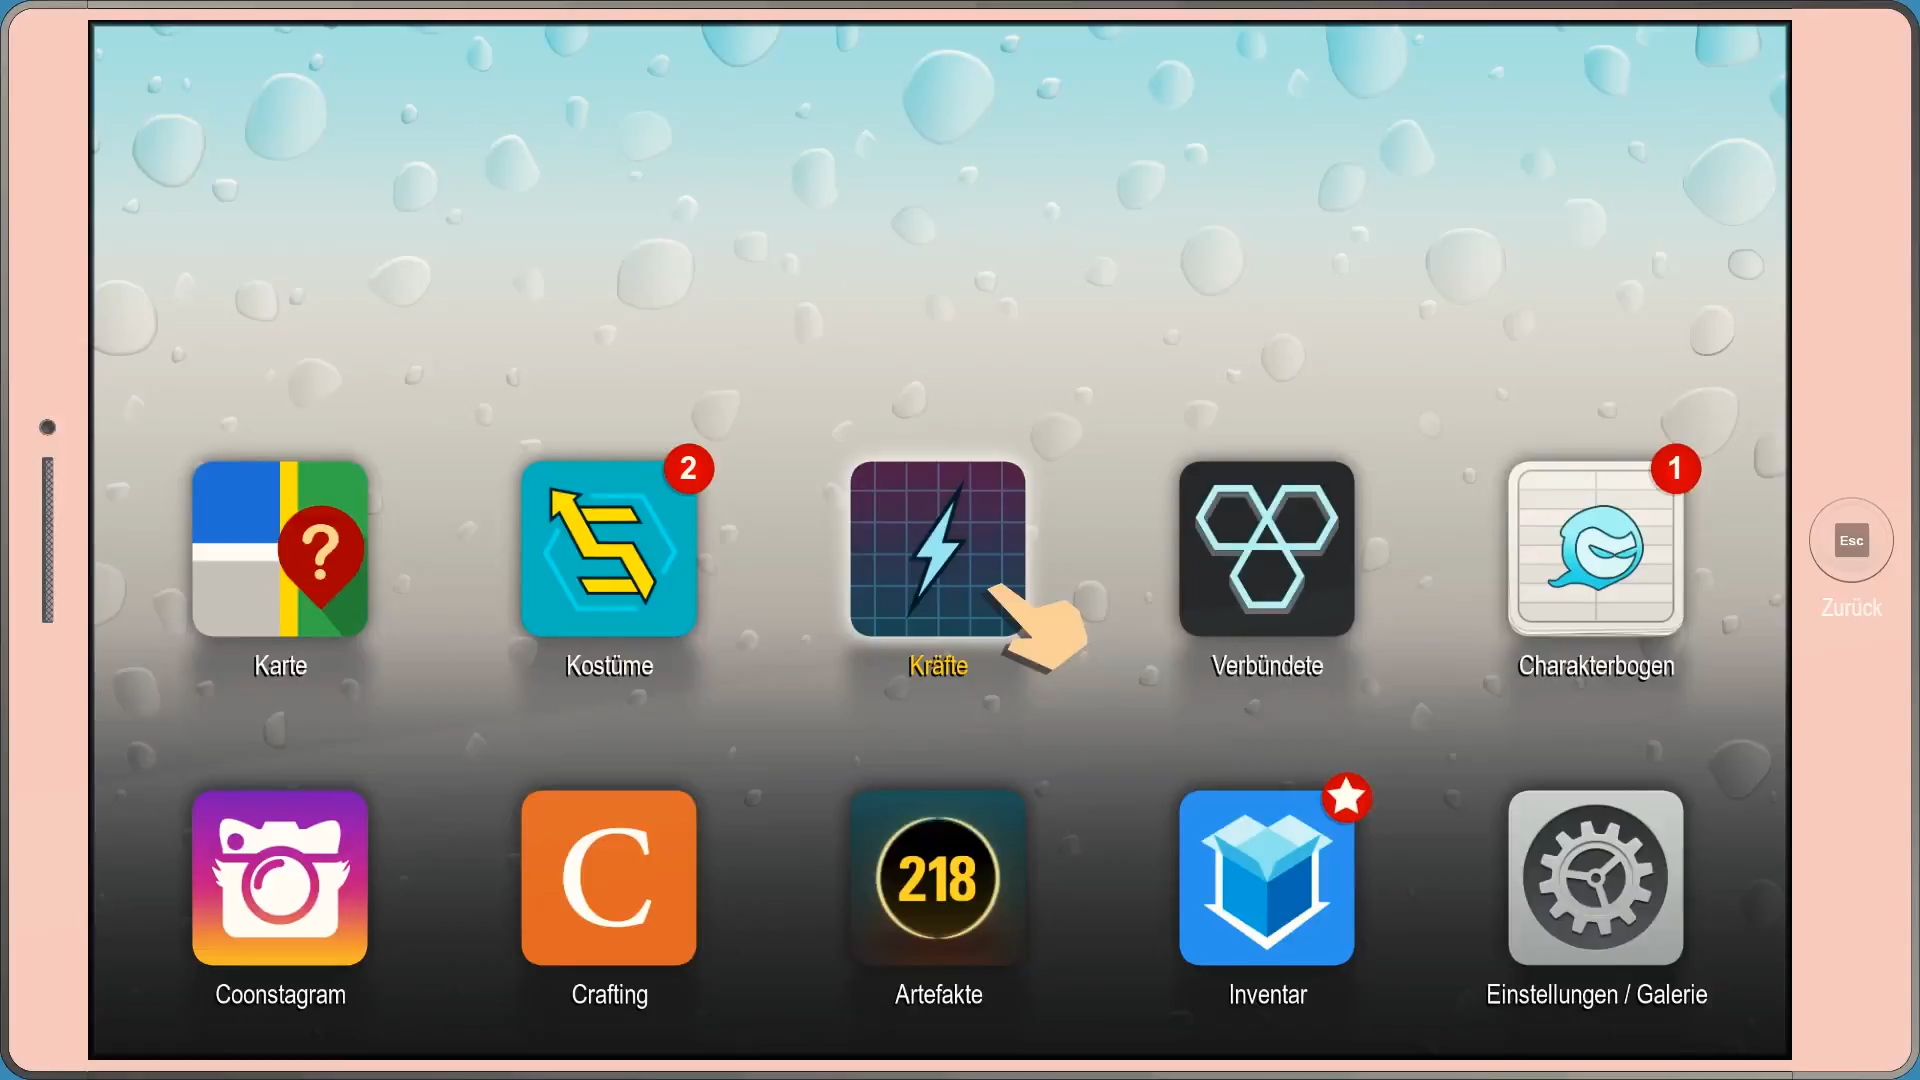 2
1
?
Esc
Zurück
Karte
Kostüme
Kräfte
Verbündete
Charakterbogen
C
218
Coonstagram
Crafting
Artefakte
Inventar
Einstellungen / Galerie